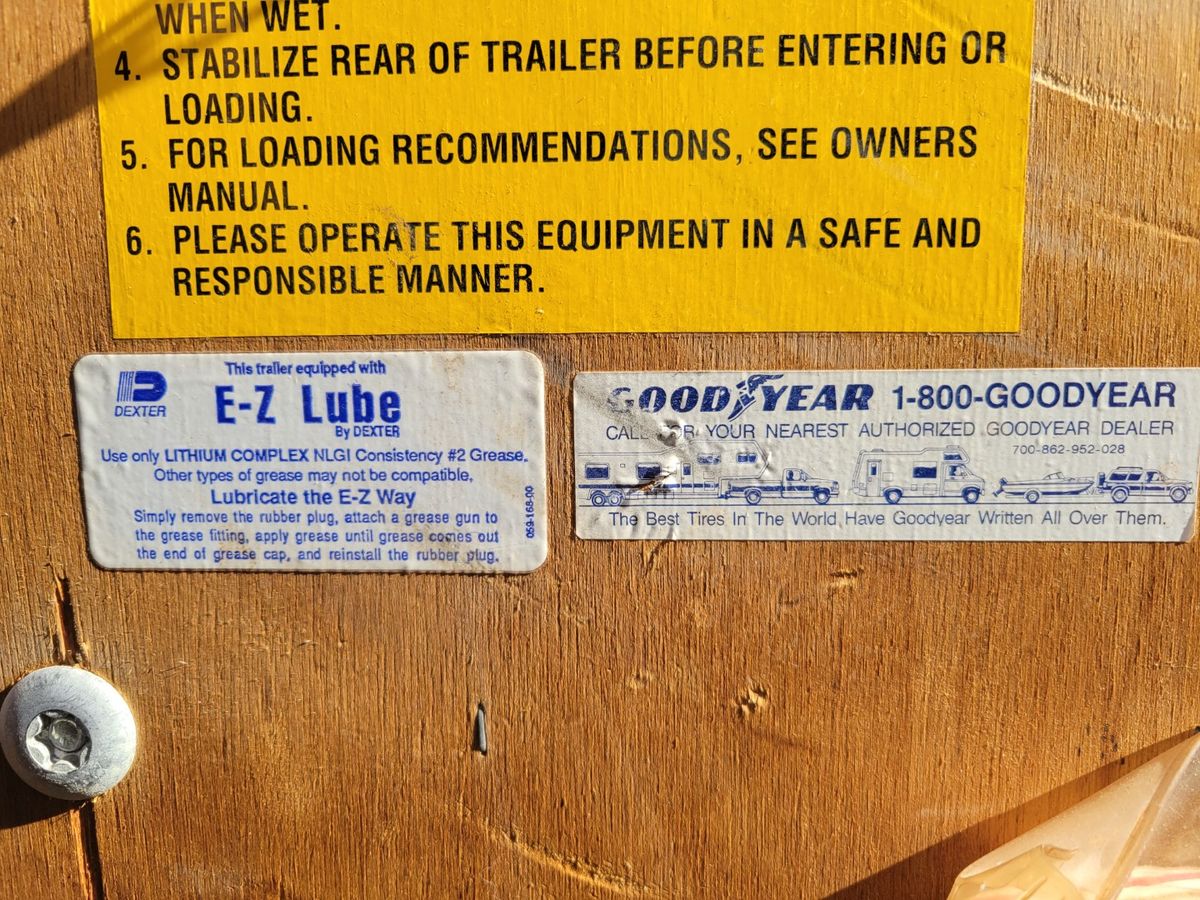 WHEN WET.
4. STABILIZE REAR OF TRAILER BEFORE ENTERING OR
LOADING.
5. FOR LOADING RECOMMENDATIONS, SEE OWNERS
MANUAL.
6. PLEASE OPERATE THIS EQUIPMENT IN A SAFE AND
RESPONSIBLE MANNER.
DEXTER
This trailer equipped with
E-Z Lube
By DEXTER
Use only LITHIUM COMPLEX NLGI Consistency #2 Grease.
Other types of grease may not be compatible.
Lubricate the E-Z Way
Simply remove the rubber plug, attach a grease gun to
the grease fitting, apply grease until grease comes out
the end of grease cap, and reinstall the rubber plug.
059-168-00
GOODYEAR 1-800-GOODYEAR
CALL FOR YOUR NEAREST AUTHORIZED GOODYEAR DEALER
700-862-952-028
The Best Tires In The World Have Goodyear Written All Over Them.